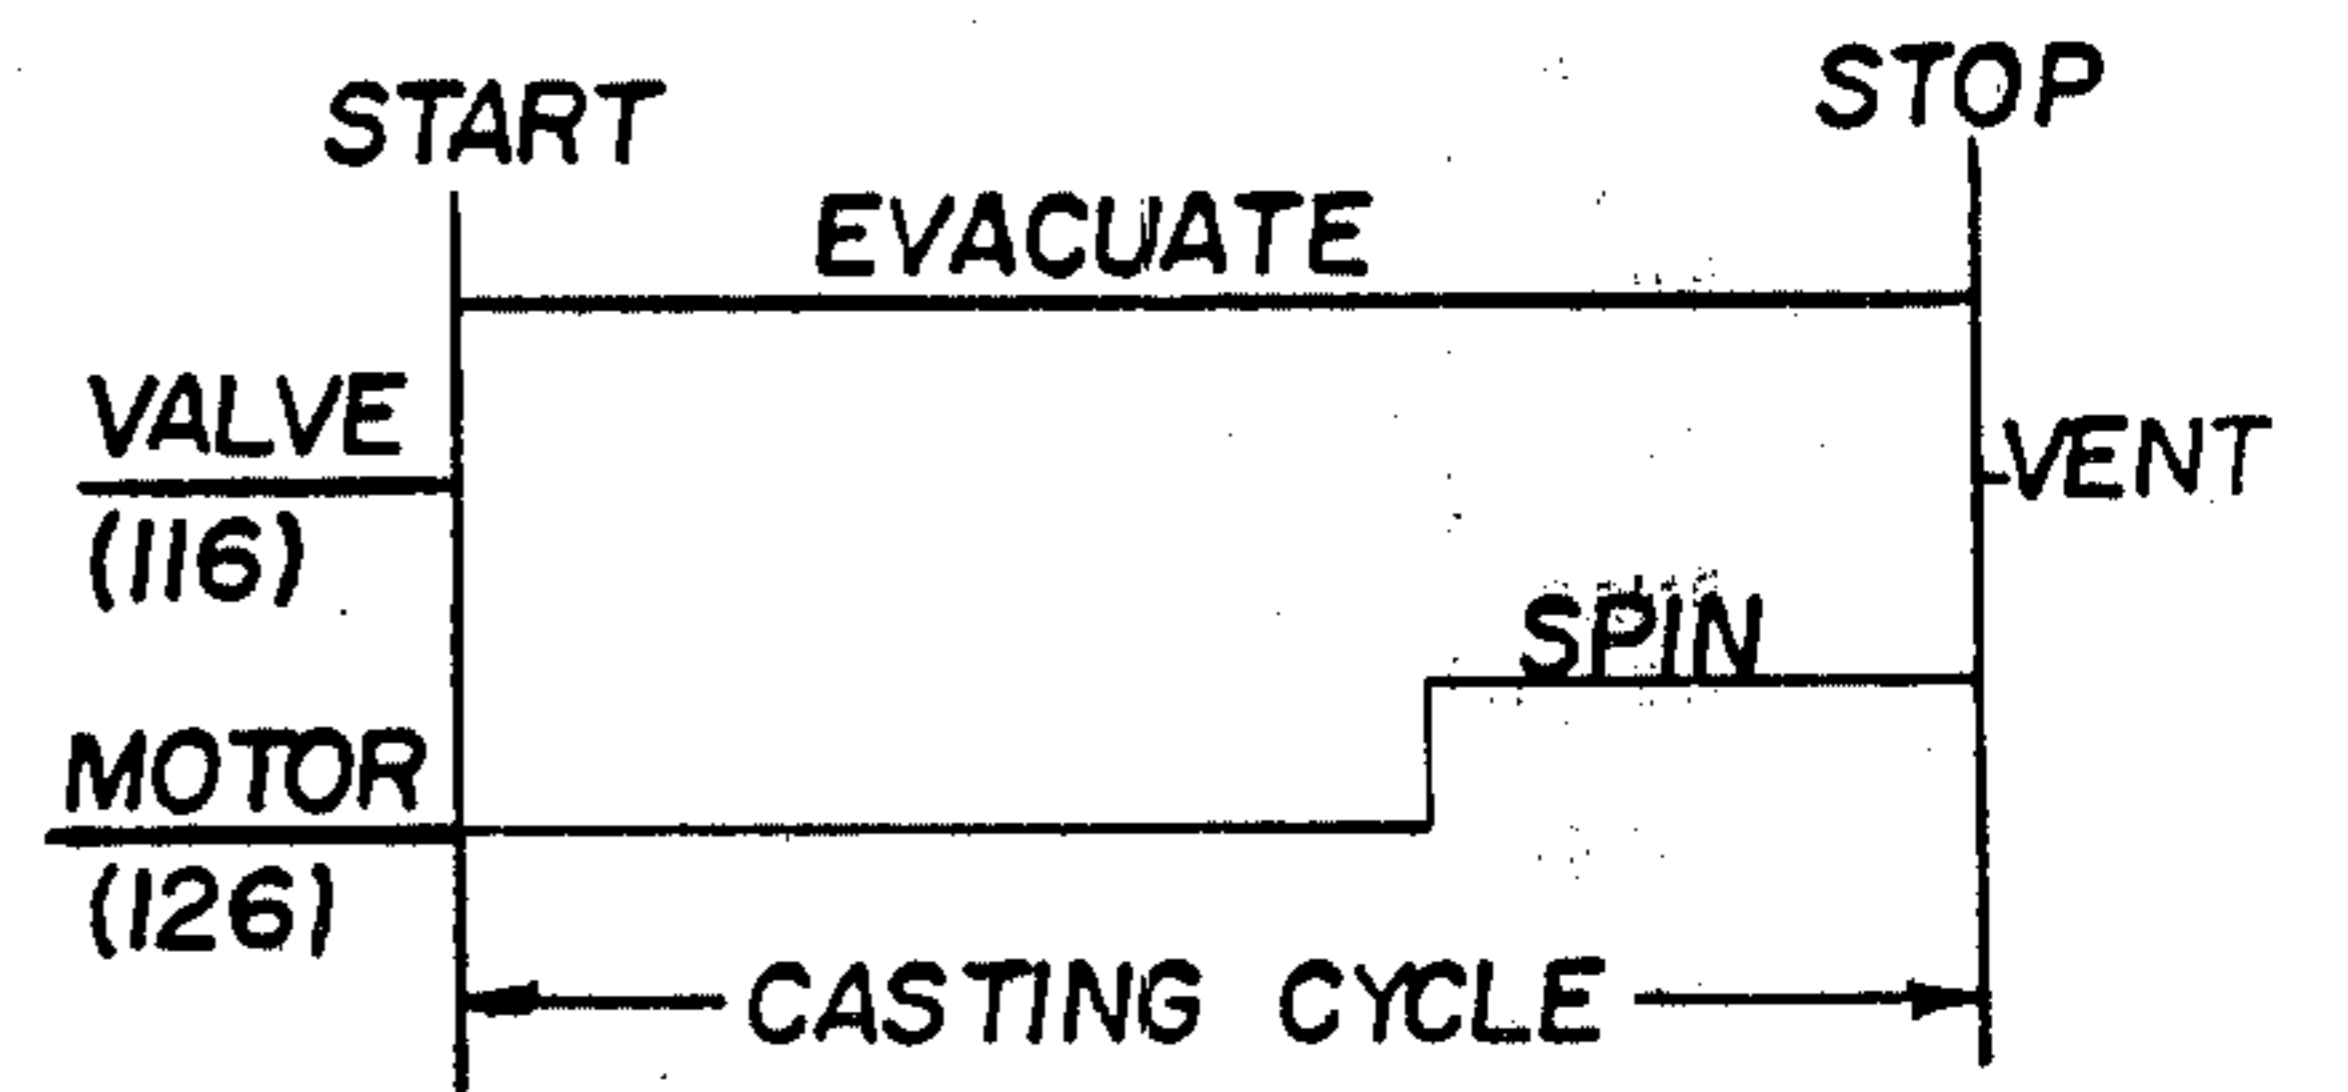 START
STOP
EVACUATE
VALVE
(116)
VENT
SPIN
MOTOR
(126)
CASTING CYCLE